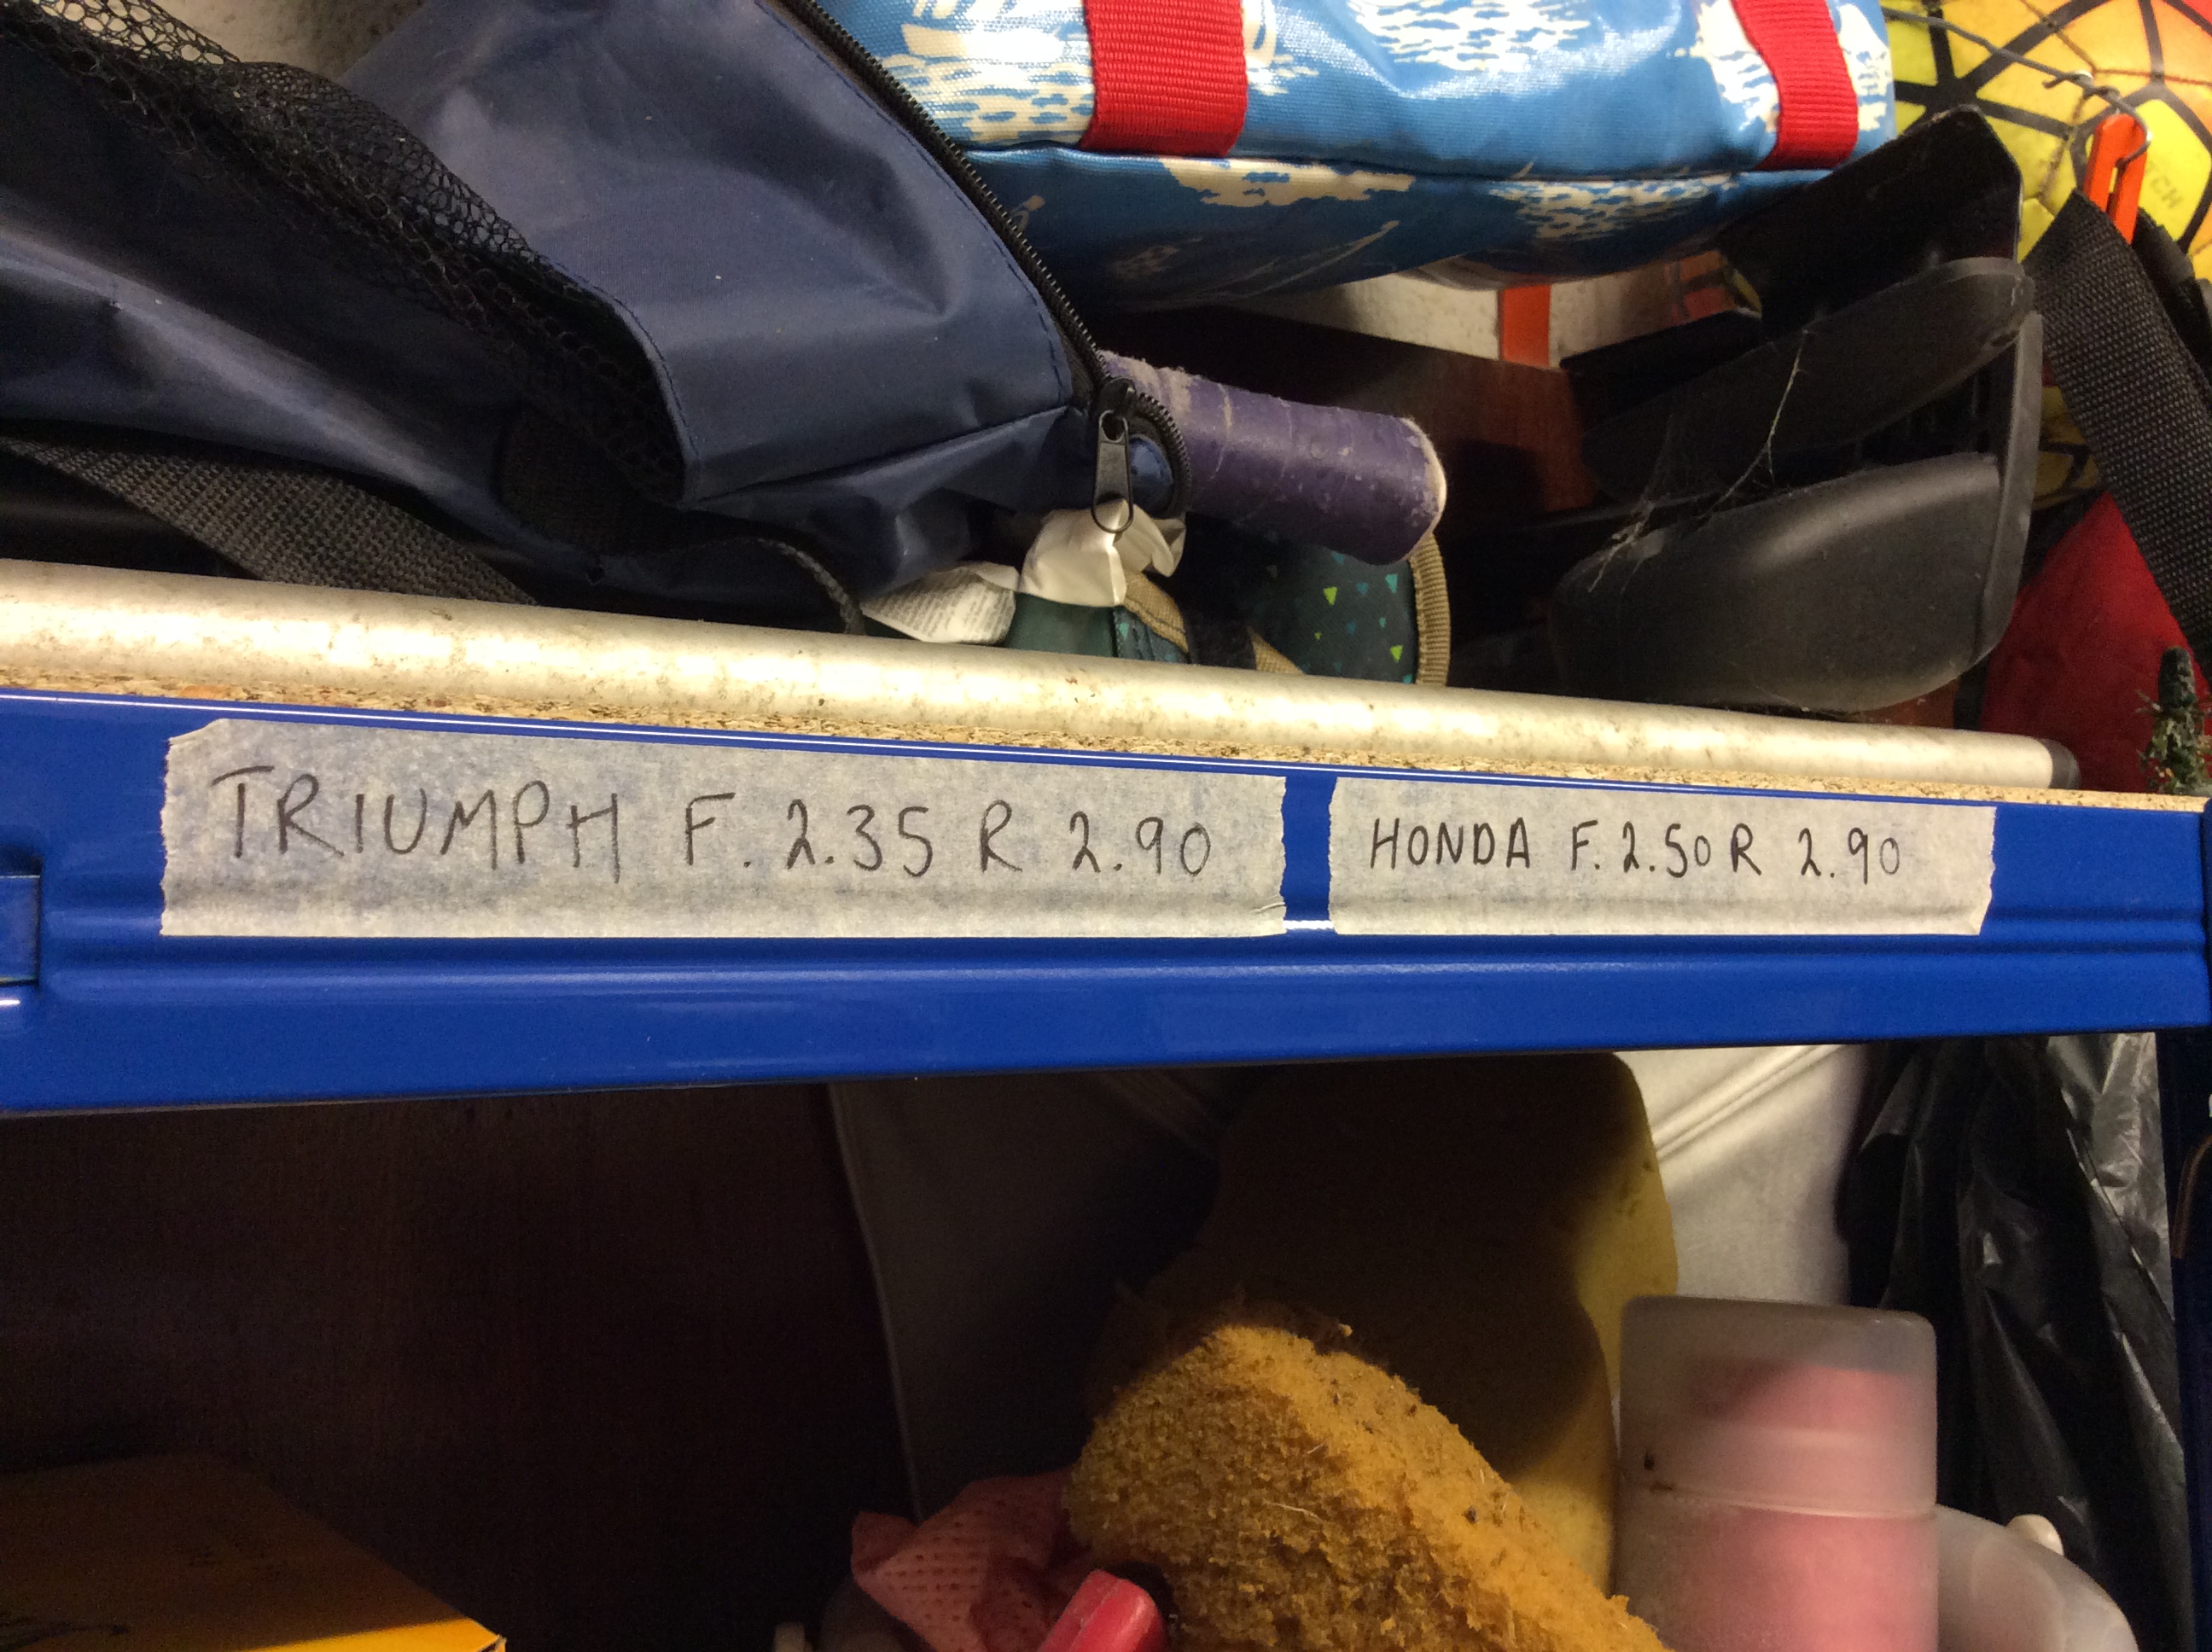 TRIUMPH F. 2.35 R 2.90
HONDA F. 2.50 R 2.90